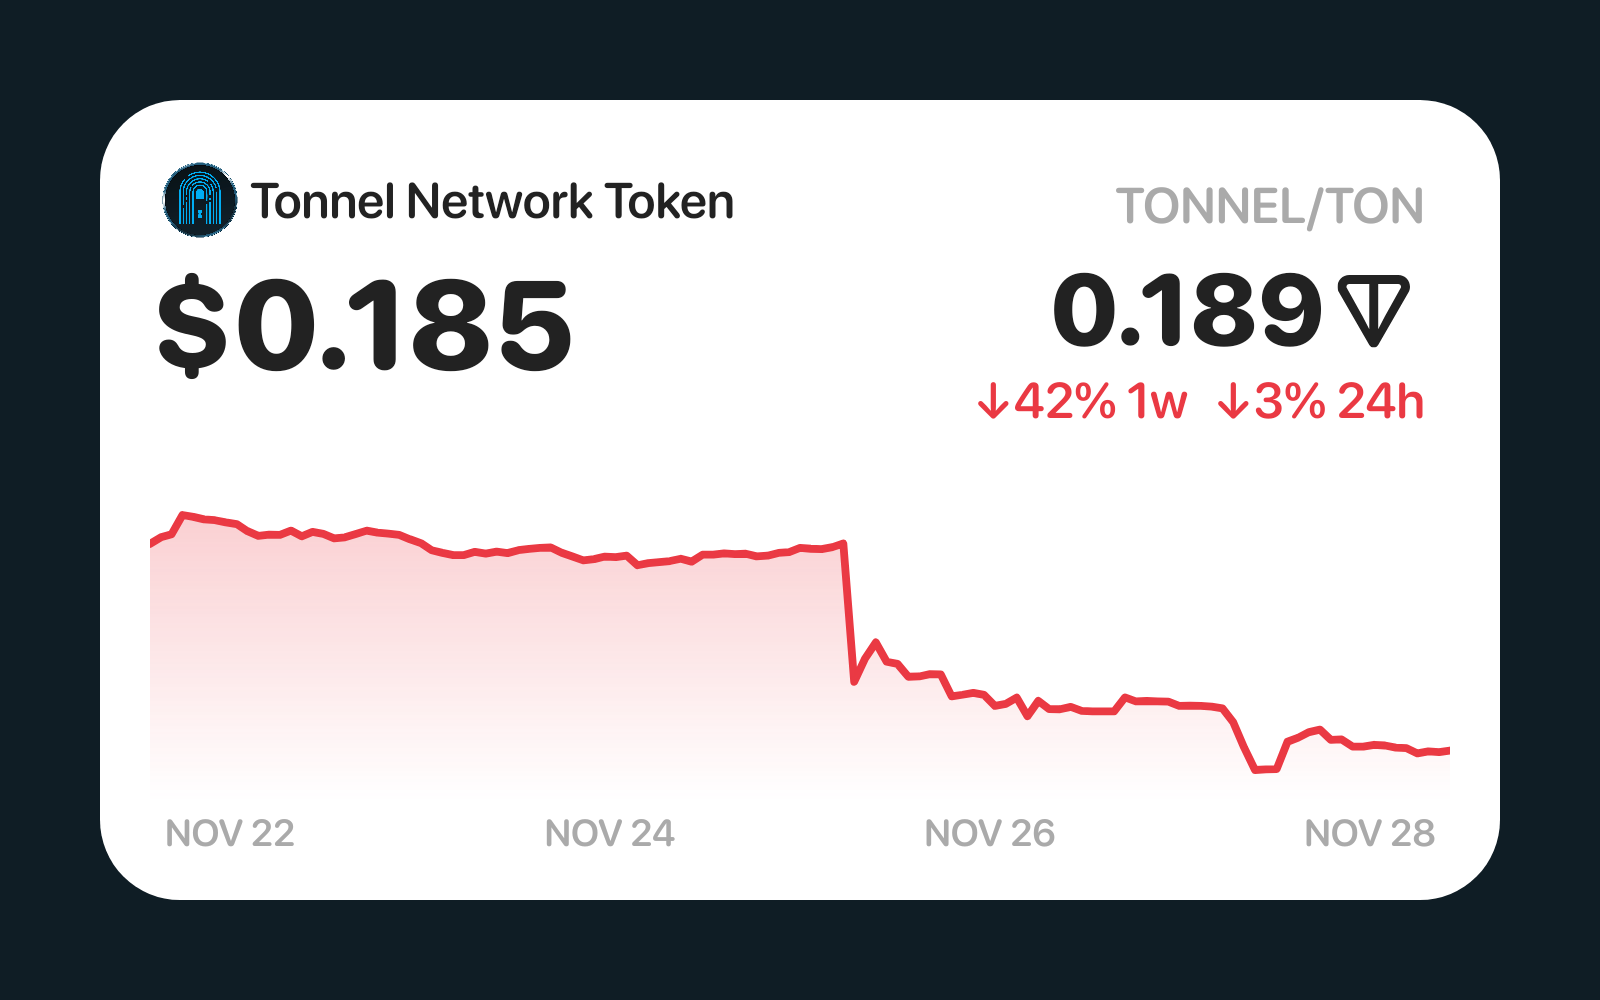 Tonnel Network Token
TONNEL/TON
$0.185
0.189
↓42% 1w ↓3% 24h
NOV 22 NOV 24 NOV 26 NOV 28